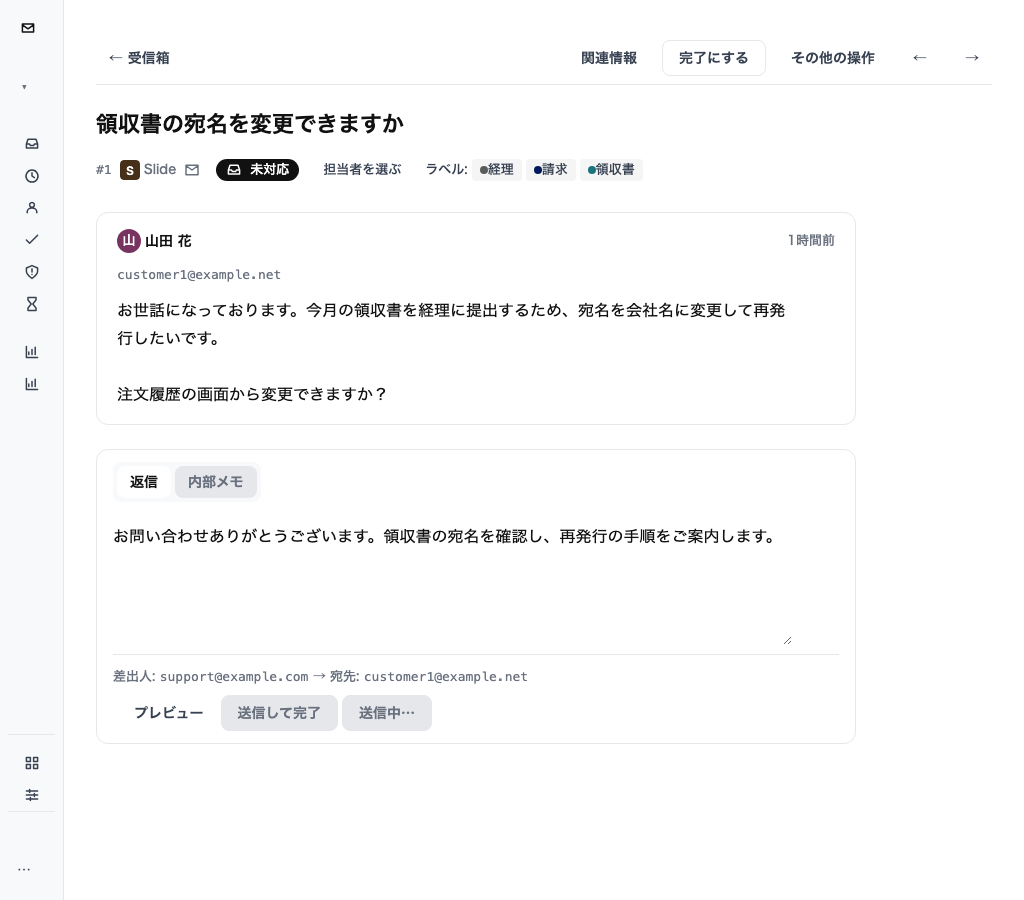 ← 受信箱
関連情報 完了にする その他の操作 ← →
領収書の宛名を変更できますか
#1 S Slide 未対応 担当者を選ぶ ラベル: 経理 請求 領収書
山 山田 花 1時間前
customer1@example.net
お世話になっております。今月の領収書を経理に提出するため、宛名を会社名に変更して再発
行したいです。
注文履歴の画面から変更できますか？
返信 内部メモ
お問い合わせありがとうございます。領収書の宛名を確認し、再発行の手順をご案内します。
差出人: support@example.com → 宛先: customer1@example.net
プレビュー 送信して完了 送信中…